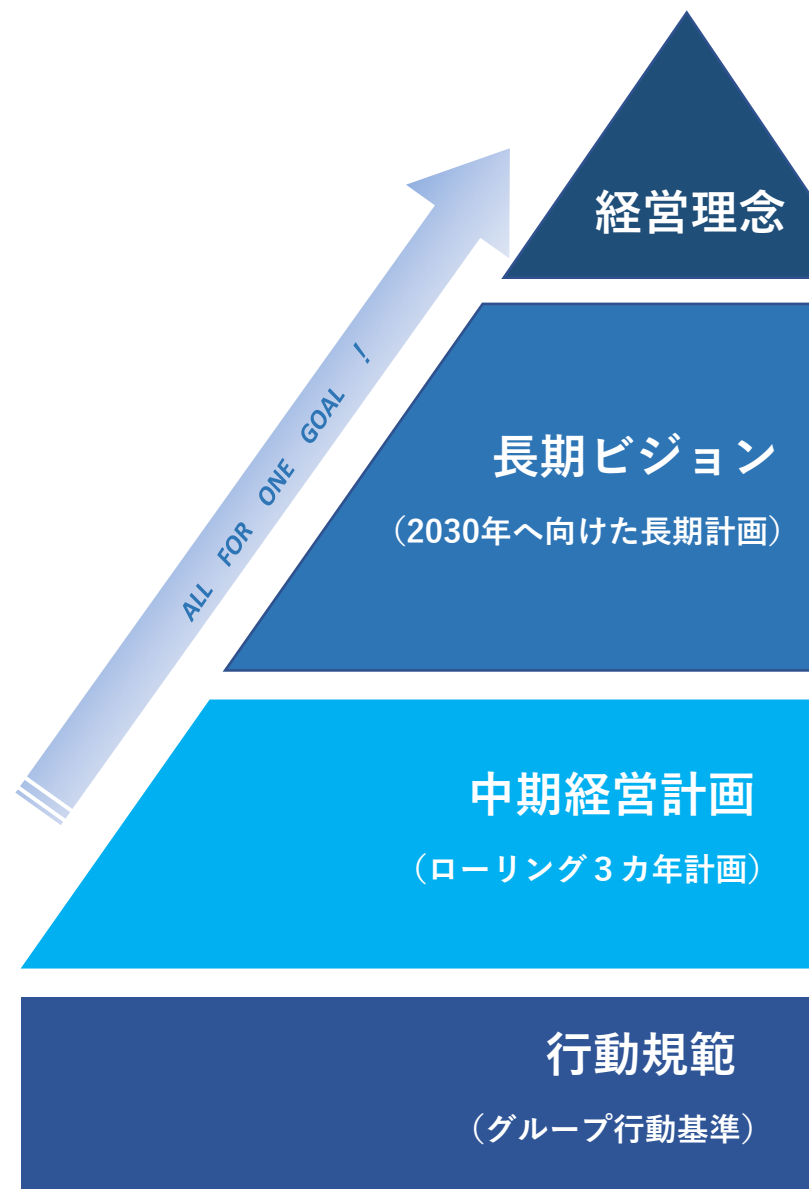 経営理念
ALL FOR ONE GOAL !
長期ビジョン
（2030年へ向けた長期計画）
中期経営計画
（ローリング３カ年計画）
行動規範
（グループ行動基準）